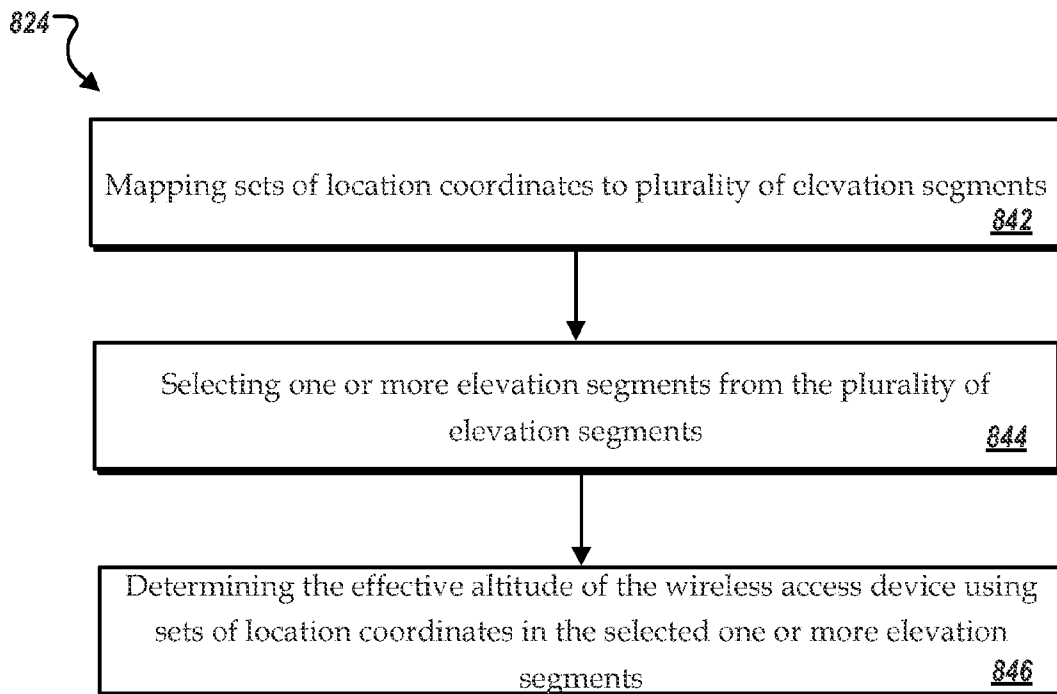 824
Mapping sets of location coordinates to plurality of elevation segments
842
Selecting one or more elevation segments from the plurality of
elevation segments
844
Determining the effective altitude of the wireless access device using
sets of location coordinates in the selected one or more elevation
segments
846